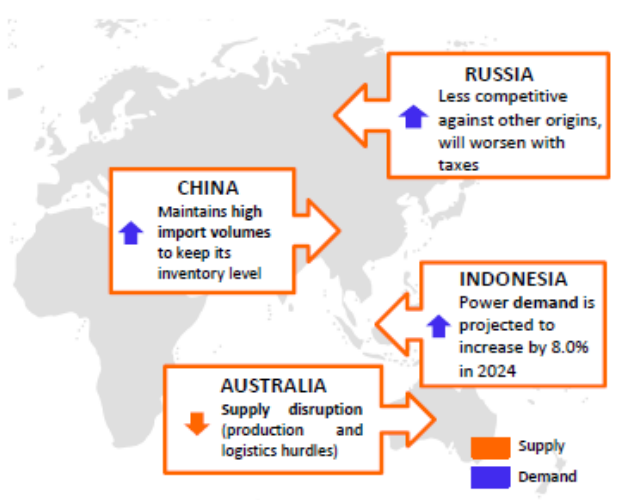 RUSSIA
Less competitive
against other origins,
will worsen with
taxes
CHINA
Maintains high
import volumes
to keep its
inventory level
INDONESIA
Power demand is
projected to
increase by 8.0%
in 2024
AUSTRALIA
Supply disruption
(production and
logistics hurdles)
Supply
Demand